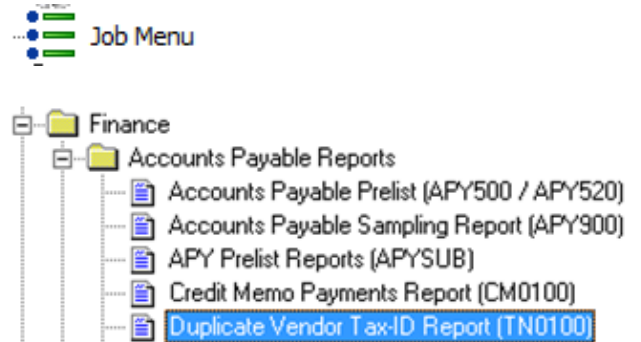 Job Menu
Finance
Accounts Payable Reports
Accounts Payable Prelist (APY500 / APY520)
Accounts Payable Sampling Report (APY900)
APY Prelist Reports (APYSUB)
Credit Memo Payments Report (CM0100)
Duplicate Vendor Tax-ID Report (TN0100)